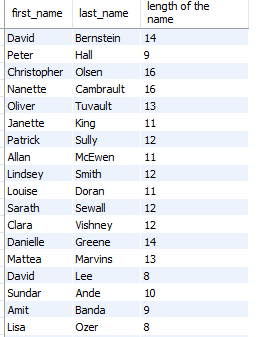 first_name last_name length of the name
David Bernstein 14
Peter Hall 9
Christopher Olsen 16
Nanette Cambrault 16
Oliver Tuvault 13
Janette King 11
Patrick Sully 12
Allan McEwen 11
Lindsey Smith 12
Louise Doran 11
Sarath Sewall 12
Clara Vishney 12
Danielle Greene 14
Mattea Marvins 13
David Lee 8
Sundar Ande 10
Amit Banda 9
Lisa Ozer 8